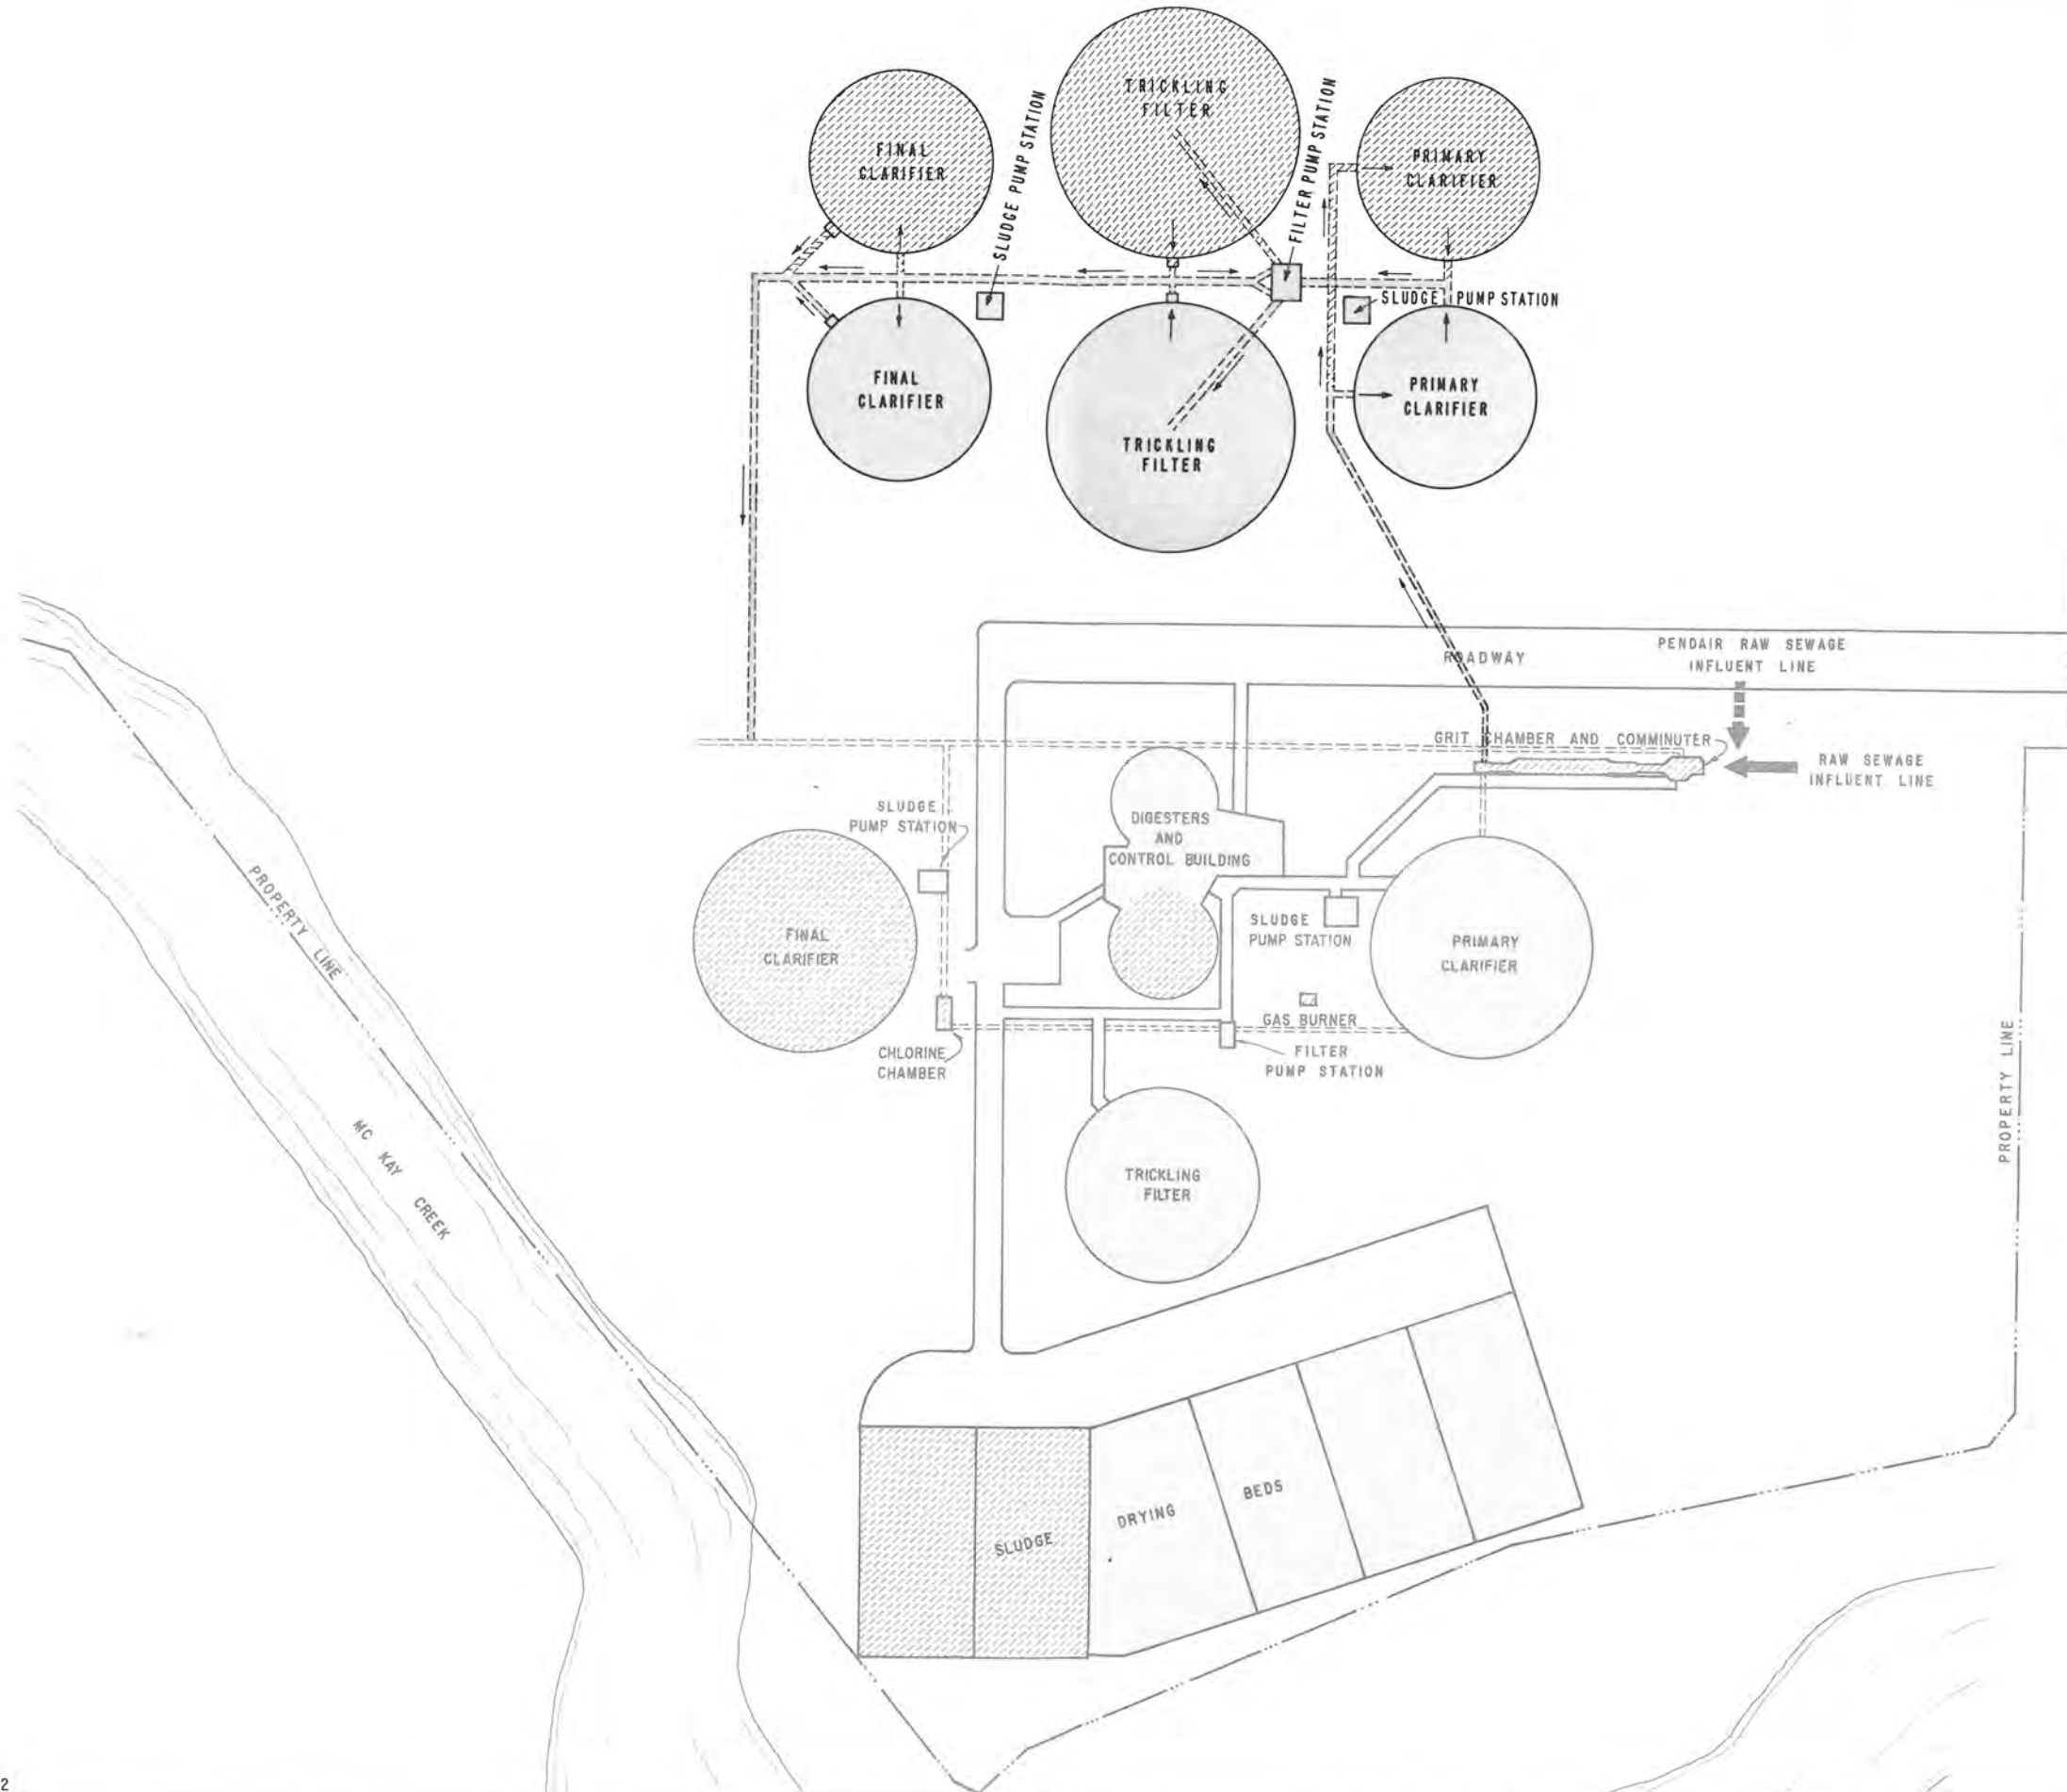 TRICKLING
FILTER
FINAL
CLARIFIER
SLUDGE PUMP STATION
FILTER PUMP STATION
PRIMARY
CLARIFIER
SLUDGE PUMP STATION
FINAL
CLARIFIER
TRICKLING
FILTER
PRIMARY
CLARIFIER
ROADWAY
PENDAIR RAW SEWAGE
INFLUENT LINE
GRIT CHAMBER AND COMMINUTER
RAW SEWAGE
INFLUENT LINE
SLUDGE
PUMP STATION
DIGESTERS
AND
CONTROL BUILDING
PROPERTY LINE
FINAL
CLARIFIER
SLUDGE
PUMP STATION
PRIMARY
CLARIFIER
GAS BURNER
CHLORINE
CHAMBER
FILTER
PUMP STATION
PROPERTY LINE
MC KAY CREEK
TRICKLING
FILTER
SLUDGE DRYING BEDS
2